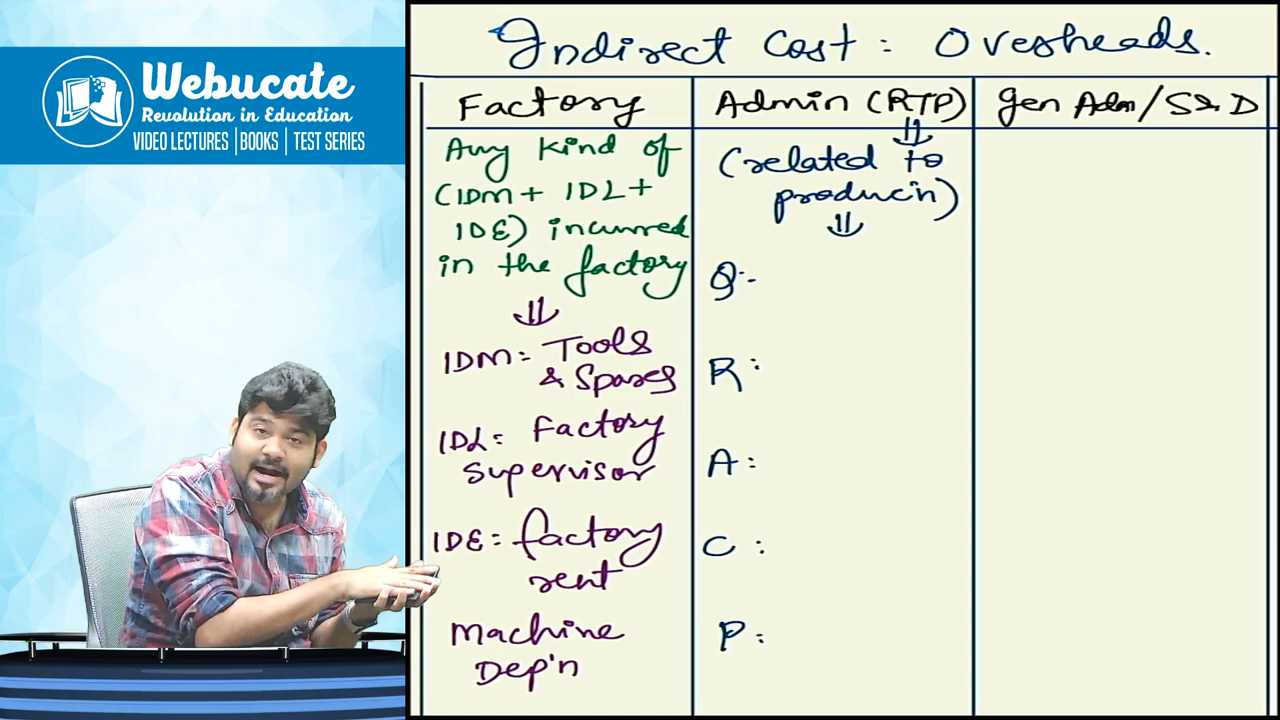 Webucate
Revolution in Education
VIDEO LECTURES | BOOKS | TEST SERIES
Indirect Cost : Overheads.
Factory
Admin (RTP)
Gen Adm / S & D
Any kind of
(IDM + IDL +
IDE) incurred
in the factory
⇓
IDM = Tools
& Spares
IDL = Factory
Supervisor
IDE = factory
rent
Machine
Dep'n
⇓
(related to
produc'n)
⇓
Q :-
R :
A :
C :
P :